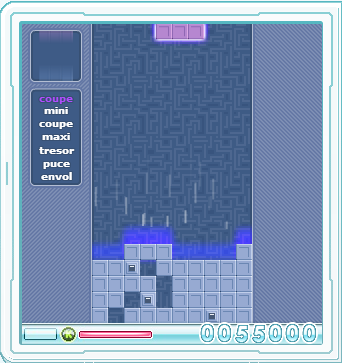 coupe
mini
coupe
maxi
tresor
puce
envol
0055000